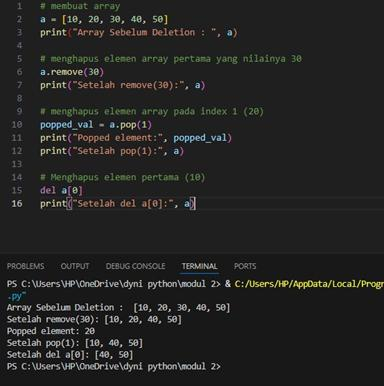 1 # membuat array
2 a = [10, 20, 30, 40, 50]
3 print("Array Sebelum Deletion : ", a)
4
5 # menghapus elemen array pertama yang nilainya 30
6 a.remove(30)
7 print("Setelah remove(30):", a)
8
9 # menghapus elemen array pada index 1 (20)
10 popped_val = a.pop(1)
11 print("Popped element:", popped_val)
12 print("Setelah pop(1):", a)
13
14 # Menghapus elemen pertama (10)
15 del a[0]
16 print("Setelah del a[0]:", a)
PROBLEMS OUTPUT DEBUG CONSOLE TERMINAL PORTS
PS C:\Users\HP\OneDrive\dyni python\modul 2> & C:/Users/HP/AppData/Local/Progr
.py"
Array Sebelum Deletion :  [10, 20, 30, 40, 50]
Setelah remove(30): [10, 20, 40, 50]
Popped element: 20
Setelah pop(1): [10, 40, 50]
Setelah del a[0]: [40, 50]
PS C:\Users\HP\OneDrive\dyni python\modul 2>